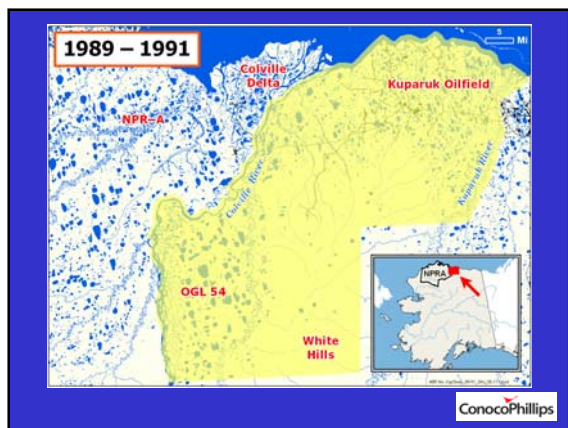 1989 – 1991
5
Mi
Colville
Delta
Kuparuk Oilfield
NPR–A
Colville River
Kuparuk River
OGL 54
NPRA
White
Hills
ConocoPhillips